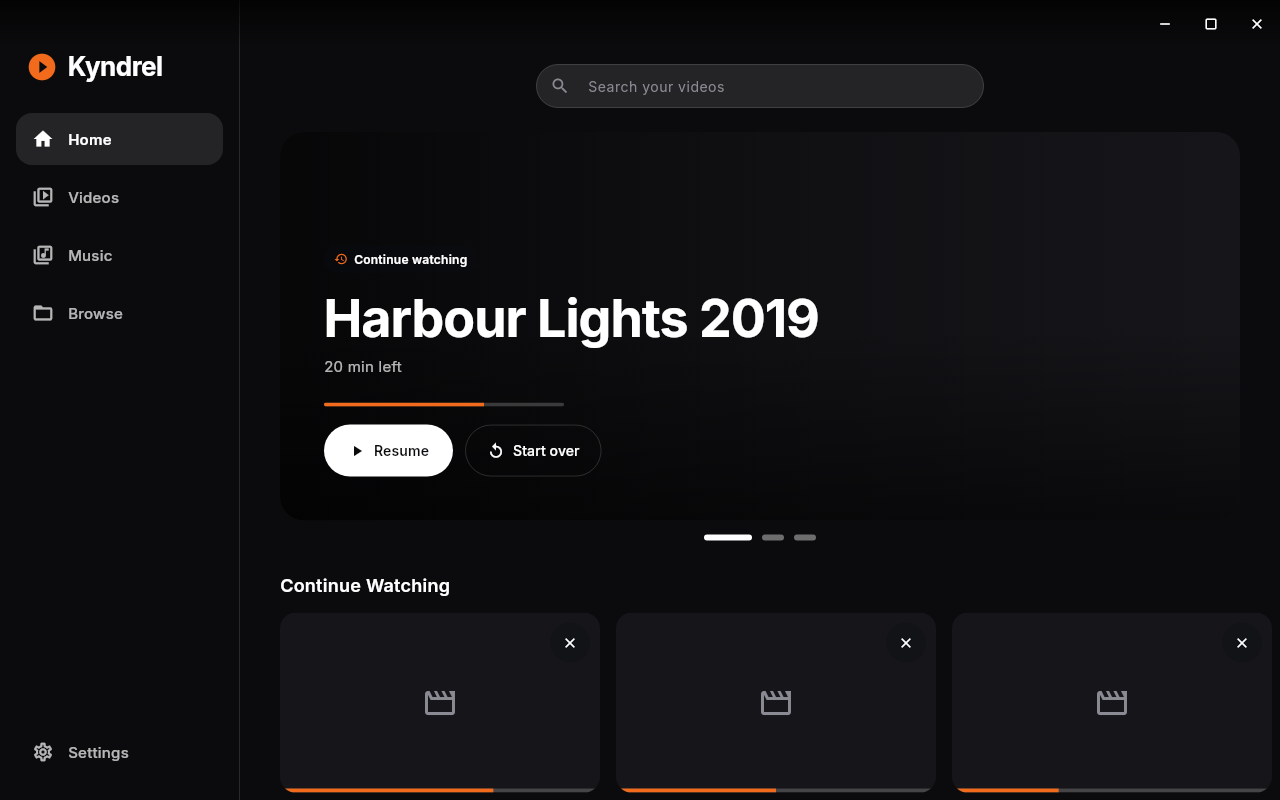 Kyndrel
Search your videos
Home
Videos
Music
Browse
Settings
Continue watching
Harbour Lights 2019
20 min left
Resume
Start over
Continue Watching